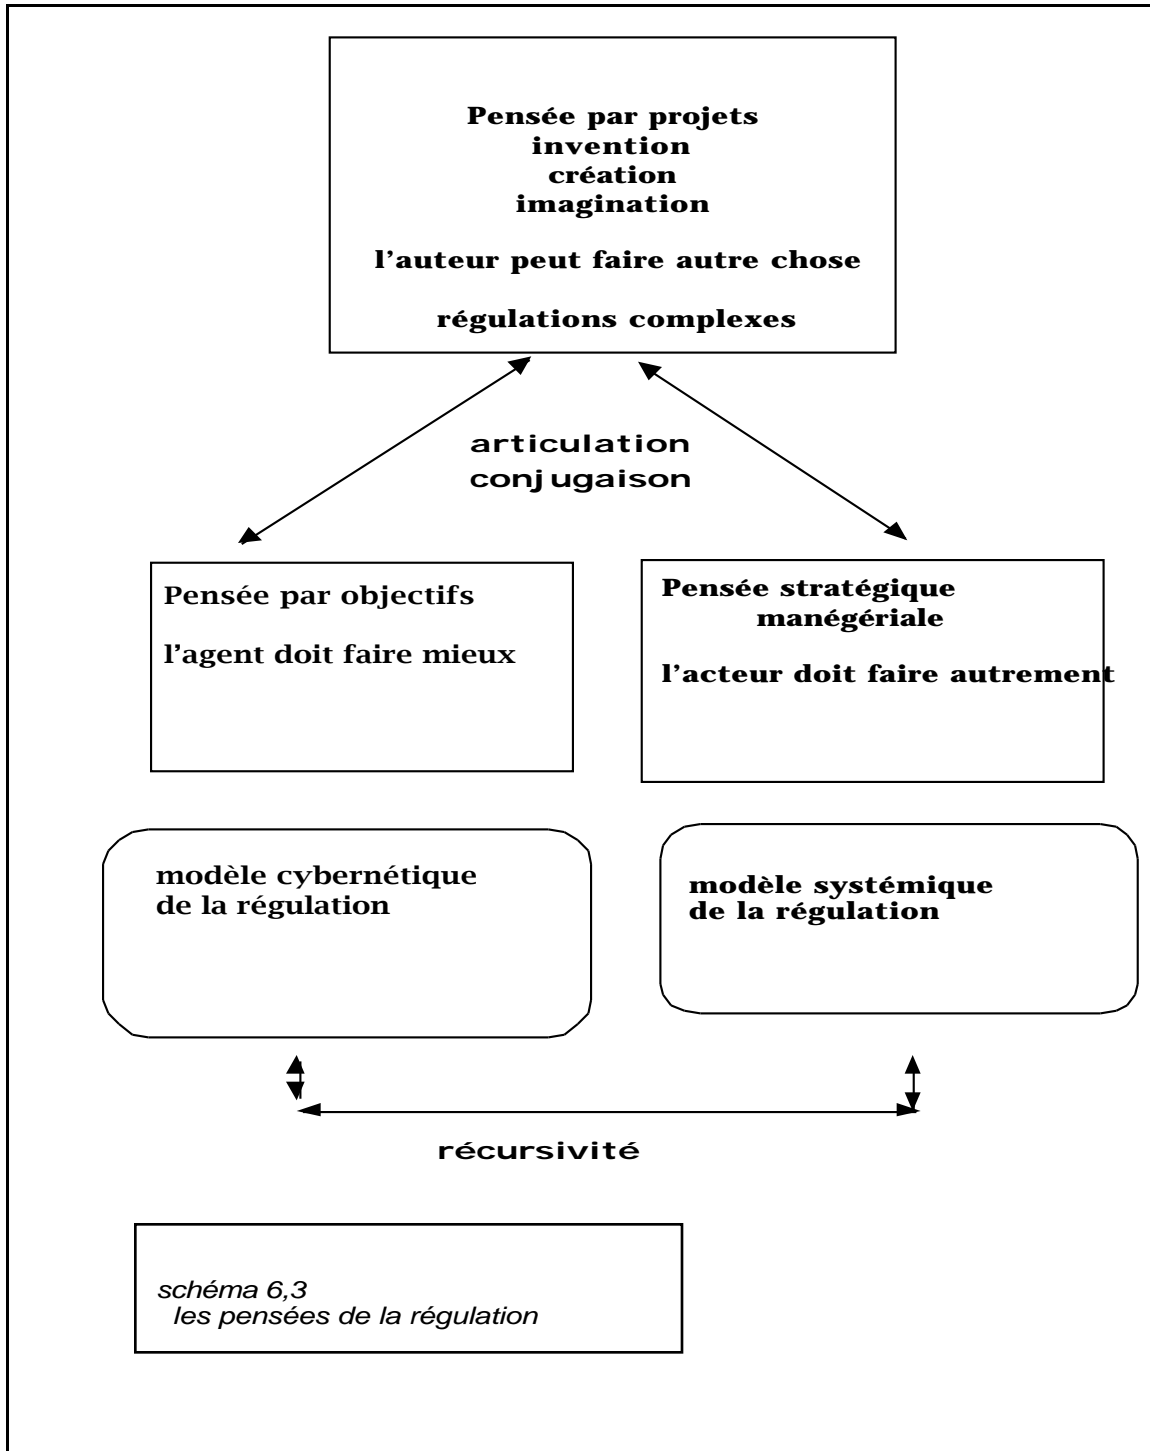 Pensée par projets
invention
création
imagination
l'auteur peut faire autre chose
régulations complexes
articulation
conjugaison
Pensée par objectifs
l'agent doit faire mieux
Pensée stratégique
manégériale
l'acteur doit faire autrement
modèle cybernétique
de la régulation
modèle systémique
de la régulation
récursivité
schéma 6,3
les pensées de la régulation